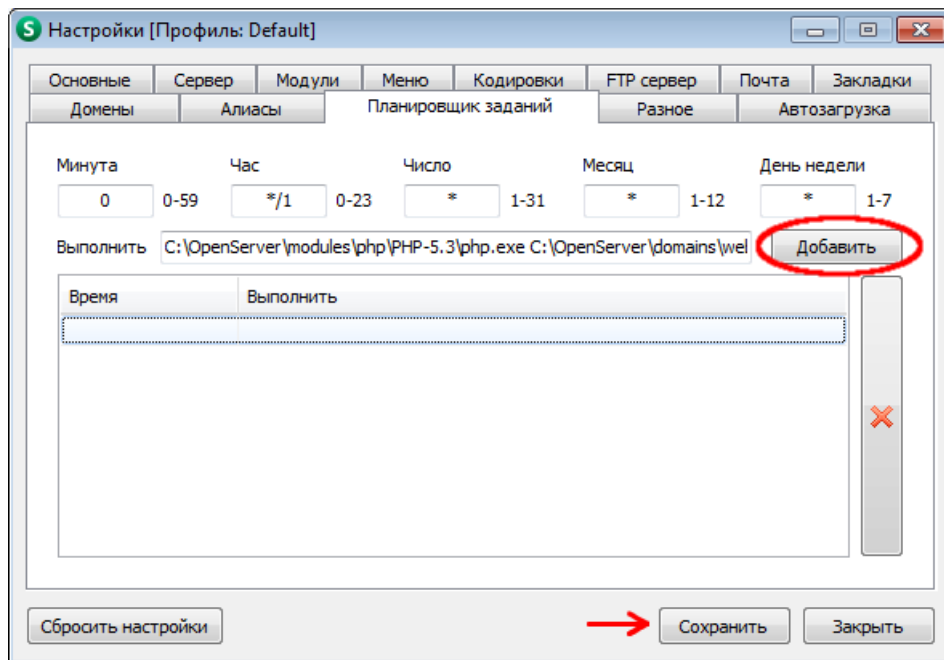 S Настройки [Профиль: Default]
Основные Сервер Модули Меню Кодировки FTP сервер Почта Закладки
Домены Алиасы Планировщик заданий Разное Автозагрузка
Минута Час Число Месяц День недели
0 0-59 */1 0-23 * 1-31 * 1-12 * 1-7
Выполнить C:\OpenServer\modules\php\PHP-5.3\php.exe C:\OpenServer\domains\wel Добавить
Время Выполнить
Сбросить настройки Сохранить Закрыть